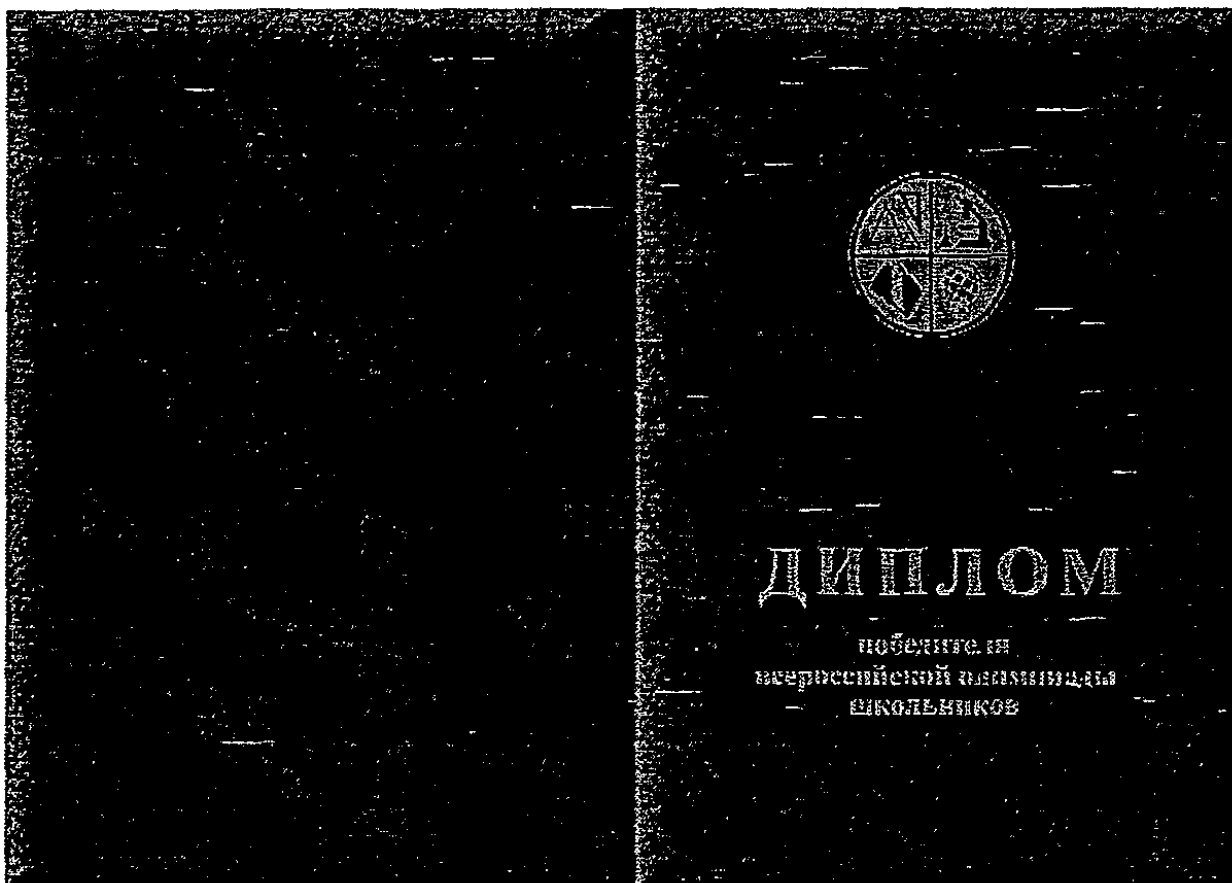 ДИПЛОМ
победителя
всероссийской олимпиады
школьников